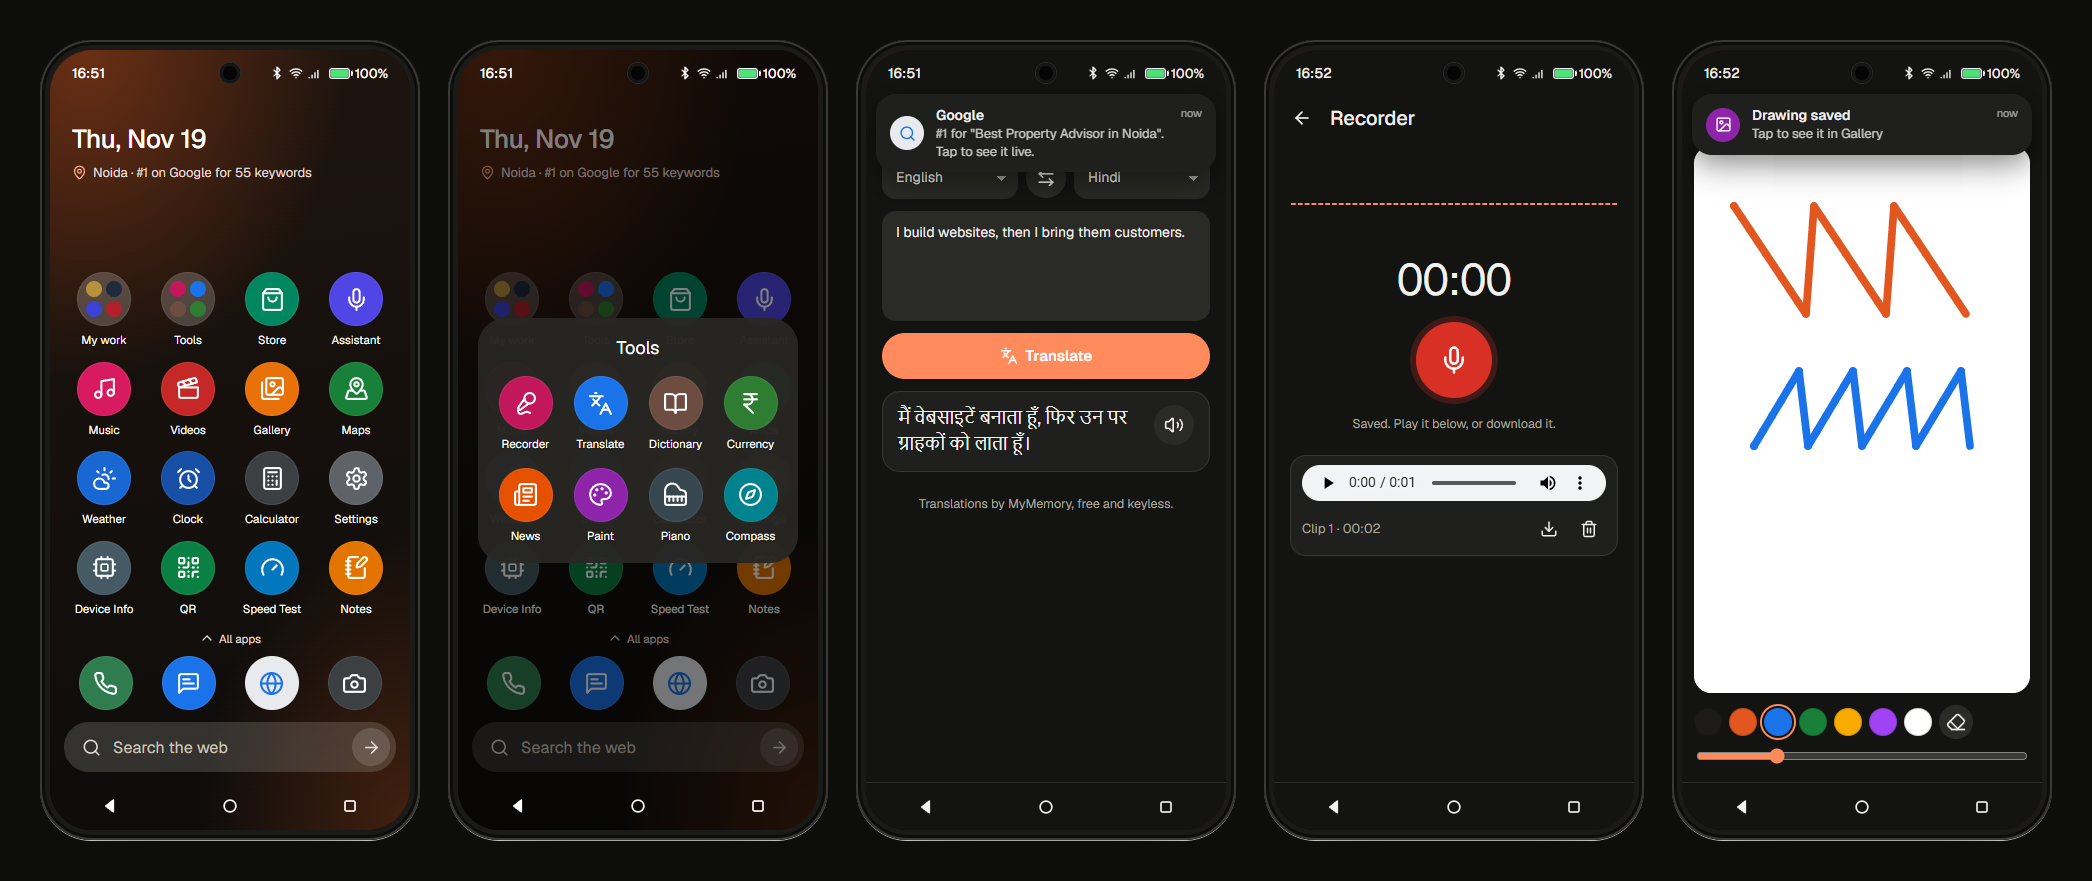 16:51
100%
Thu, Nov 19
Noida · #1 on Google for 55 keywords
My work
Tools
Store
Assistant
Music
Videos
Gallery
Maps
Weather
Clock
Calculator
Settings
Device Info
QR
Speed Test
Notes
All apps
Search the web
16:51
100%
Thu, Nov 19
Noida · #1 on Google for 55 keywords
Tools
Recorder
Translate
Dictionary
Currency
News
Paint
Piano
Compass
Device Info
QR
Speed Test
Notes
All apps
Search the web
16:51
100%
Google
now
#1 for "Best Property Advisor in Noida".
Tap to see it live.
English
Hindi
I build websites, then I bring them customers.
Translate
मैं वेबसाइटें बनाता हूँ, फिर उन पर
ग्राहकों को लाता हूँ।
Translations by MyMemory, free and keyless.
16:52
100%
Recorder
00:00
Saved. Play it below, or download it.
0:00 / 0:01
Clip 1 · 00:02
16:52
100%
Drawing saved
now
Tap to see it in Gallery